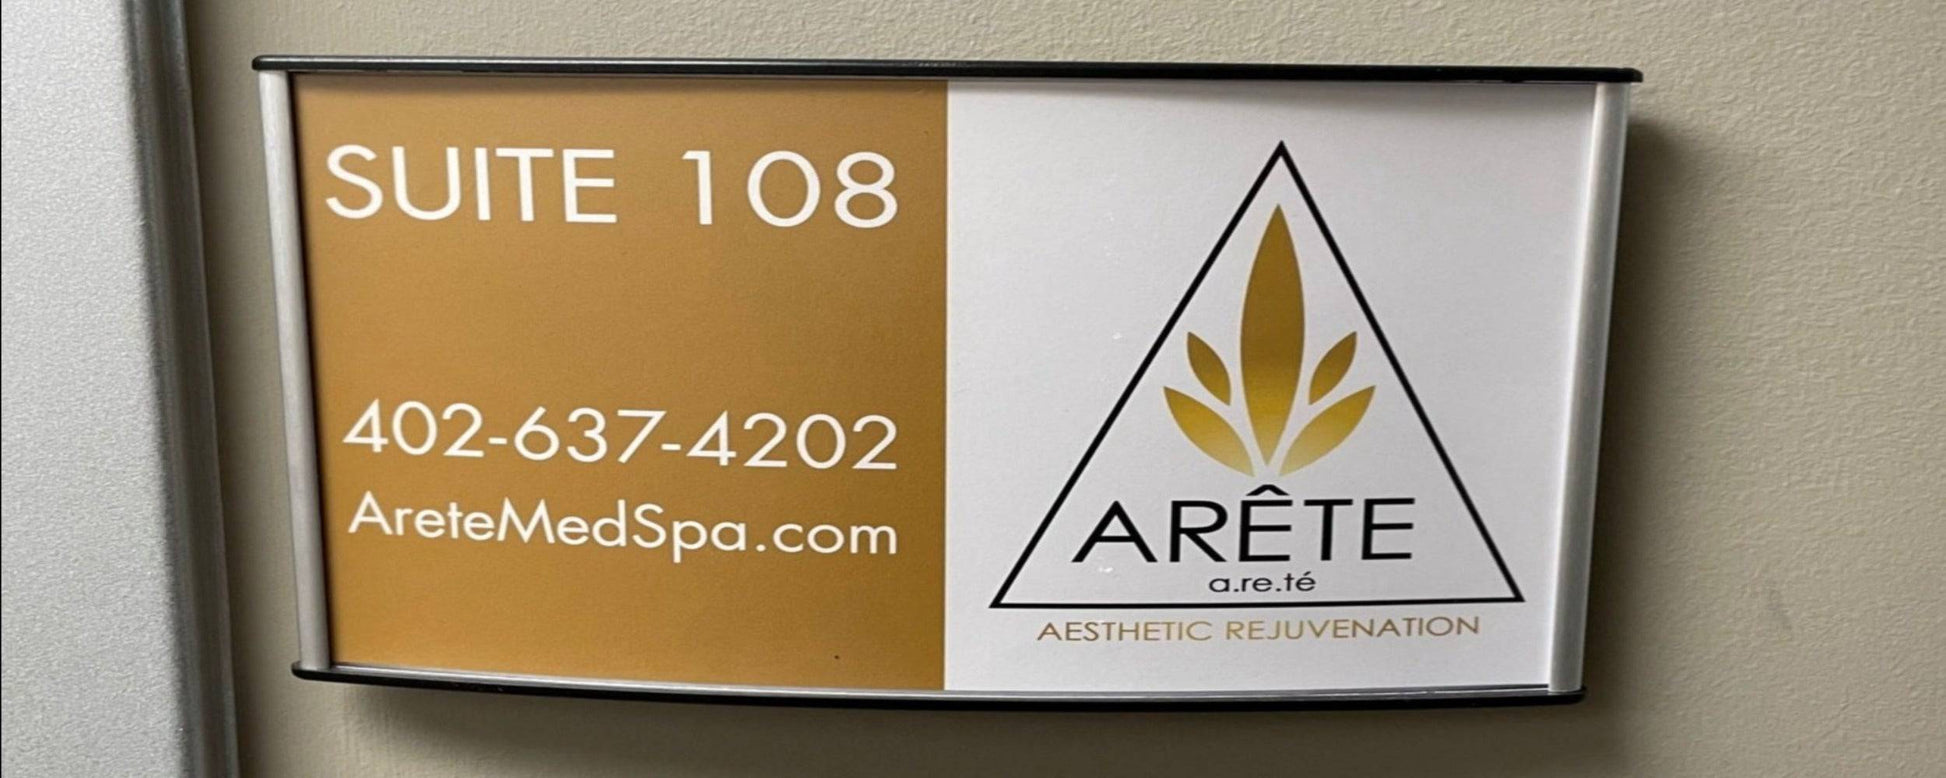 SUITE 108
402-637-4202
AreteMedSpa.com
ARÊTE
a.re.té
AESTHETIC REJUVENATION